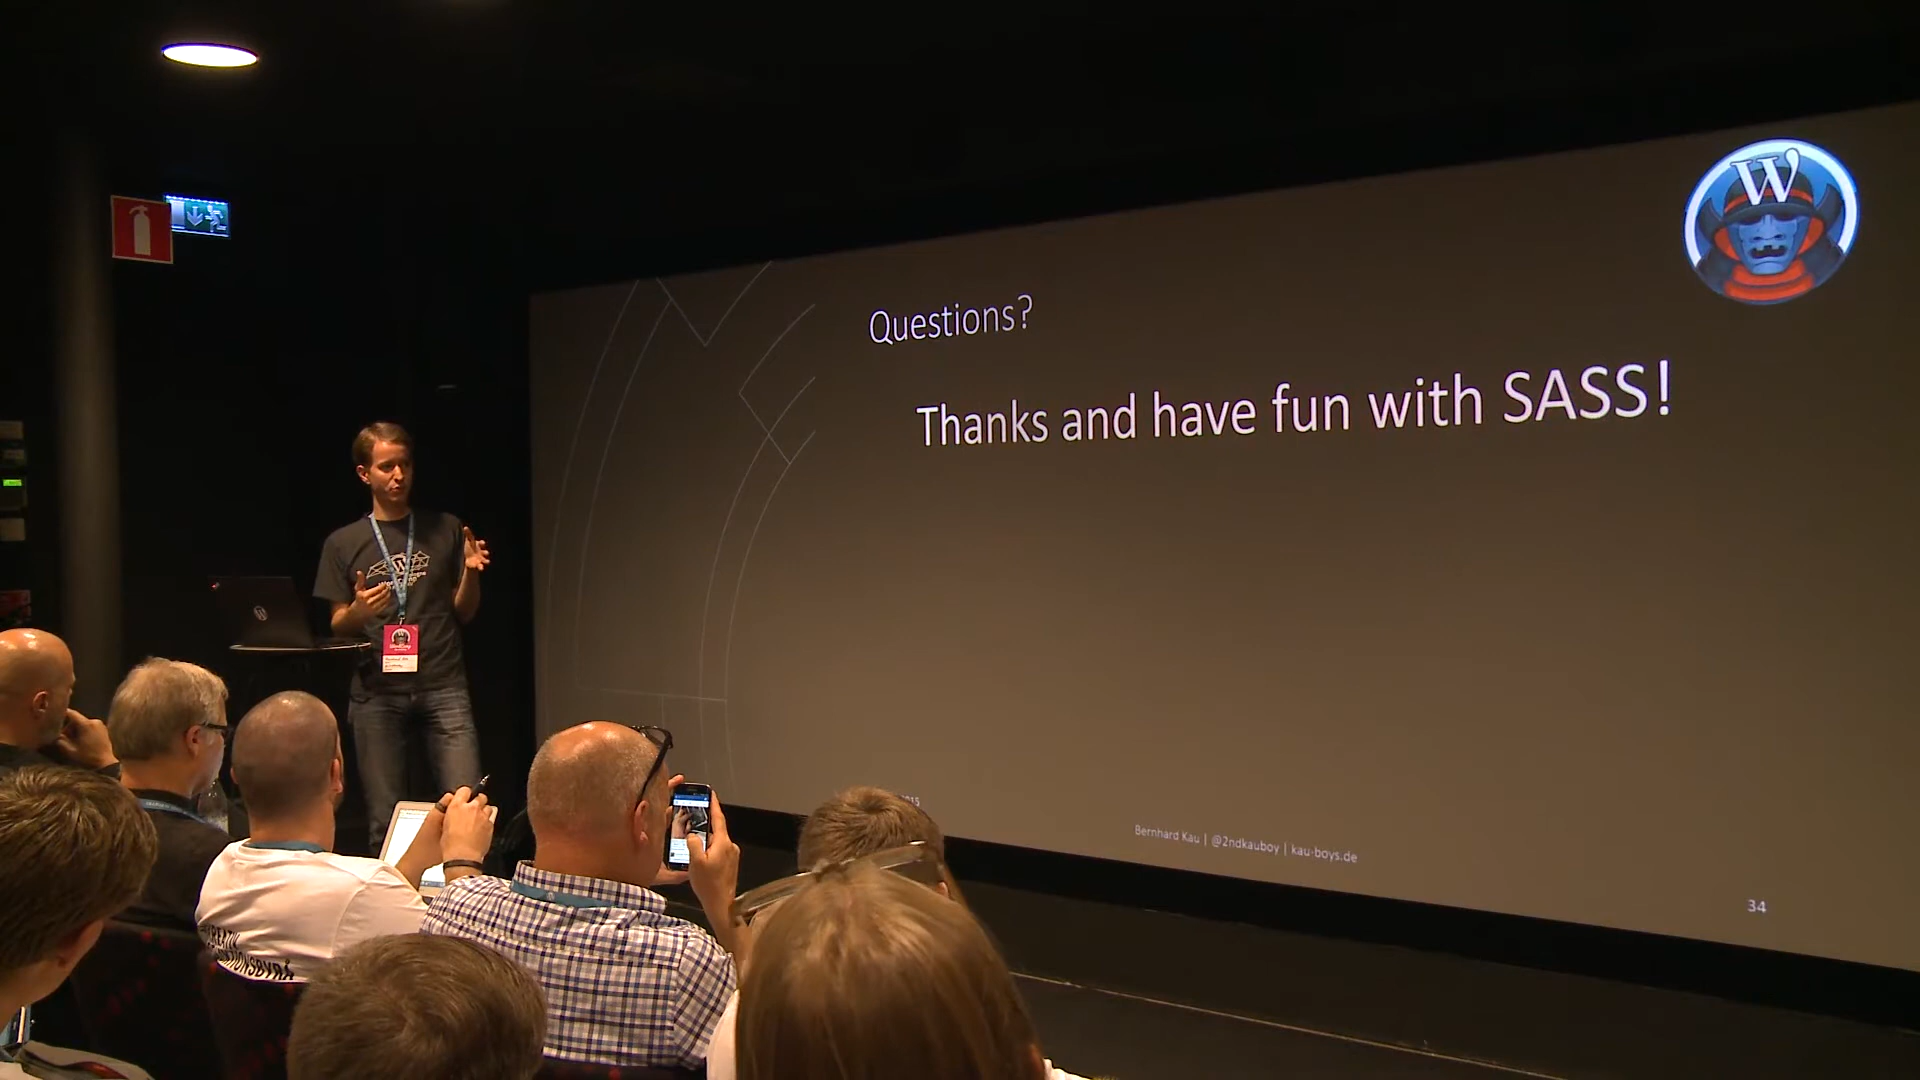 W
Questions?
Thanks and have fun with SASS!
Bernhard Kau | @2ndkauboy | kau-boys.de
34